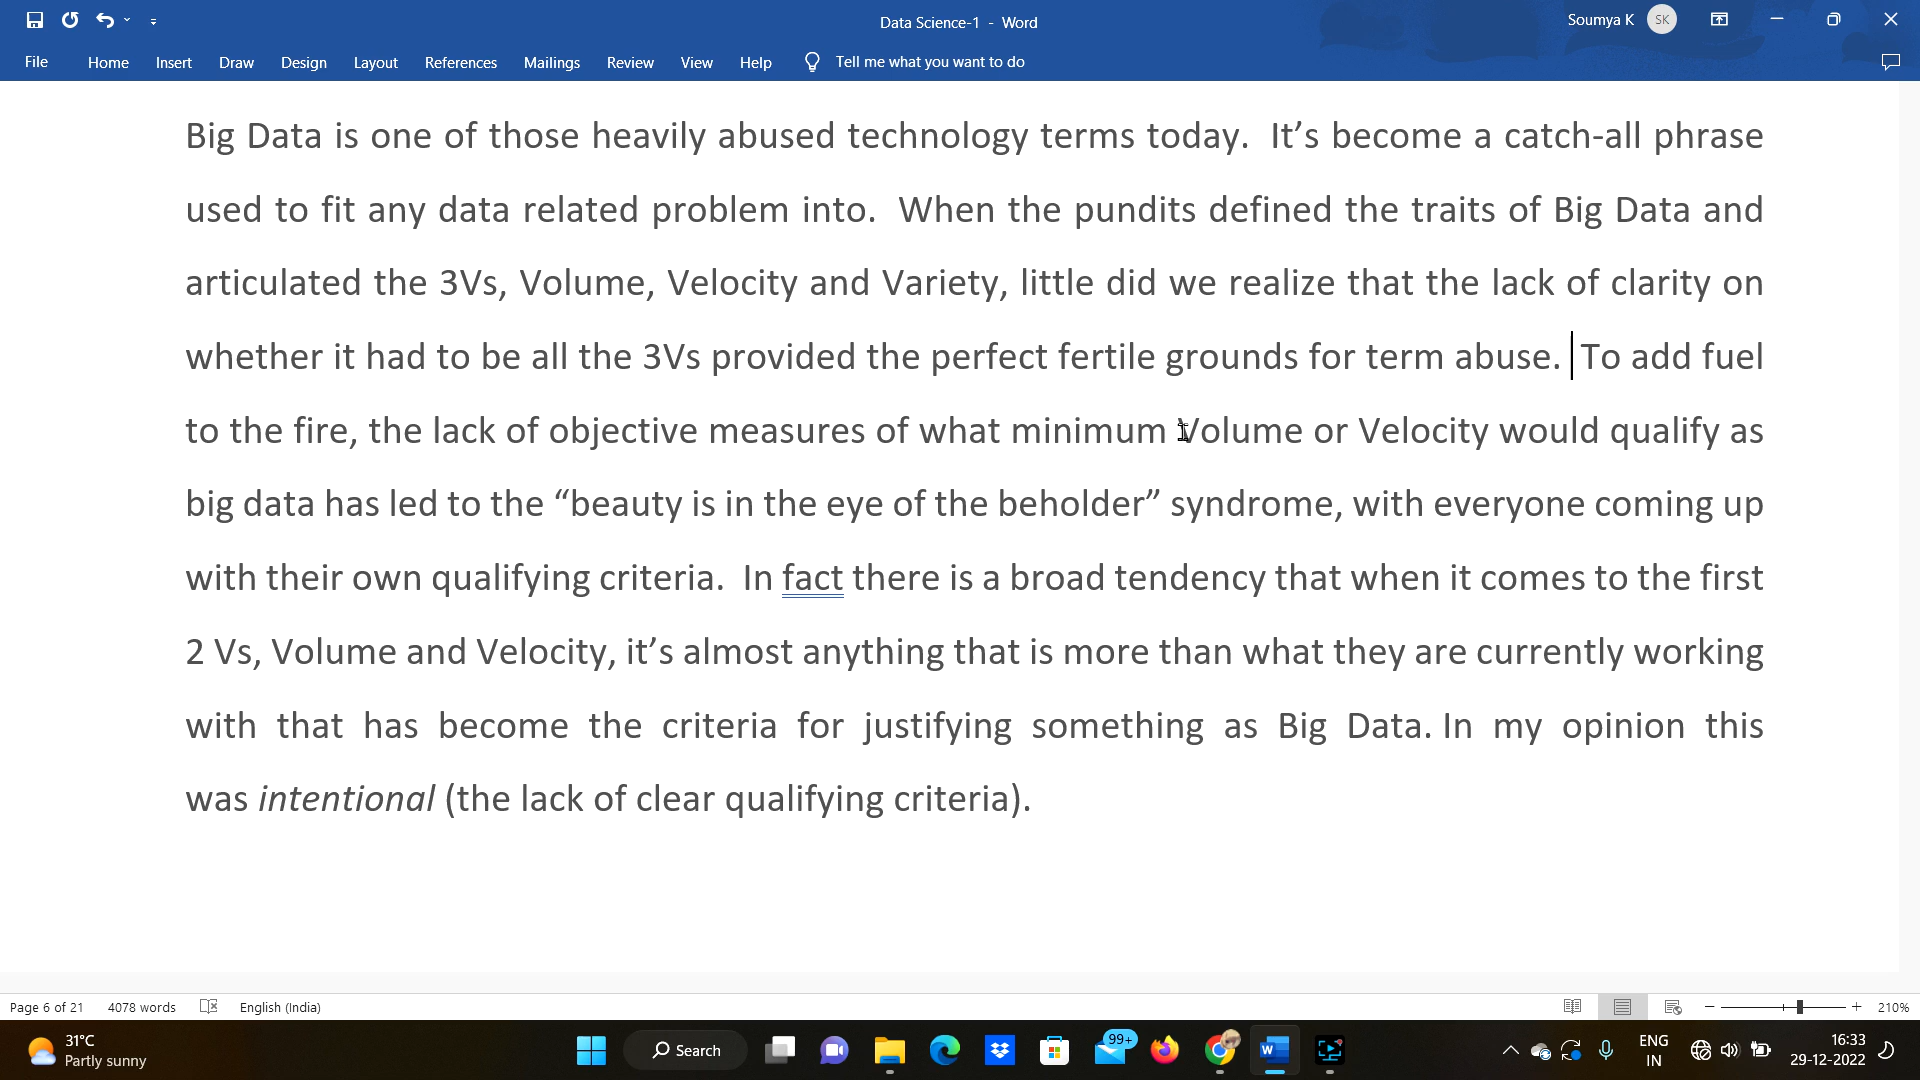 Data Science-1 - Word
Soumya K
SK
File Home Insert Draw Design Layout References Mailings Review View Help Tell me what you want to do
Big Data is one of those heavily abused technology terms today. It’s become a catch-all phrase
used to fit any data related problem into. When the pundits defined the traits of Big Data and
articulated the 3Vs, Volume, Velocity and Variety, little did we realize that the lack of clarity on
whether it had to be all the 3Vs provided the perfect fertile grounds for term abuse. To add fuel
to the fire, the lack of objective measures of what minimum Volume or Velocity would qualify as
big data has led to the “beauty is in the eye of the beholder” syndrome, with everyone coming up
with their own qualifying criteria. In fact there is a broad tendency that when it comes to the first
2 Vs, Volume and Velocity, it’s almost anything that is more than what they are currently working
with that has become the criteria for justifying something as Big Data. In my opinion this
was intentional (the lack of clear qualifying criteria).
Page 6 of 21 4078 words English (India) 210%
31°C
Partly sunny
Search
99+
ENG
IN
16:33
29-12-2022